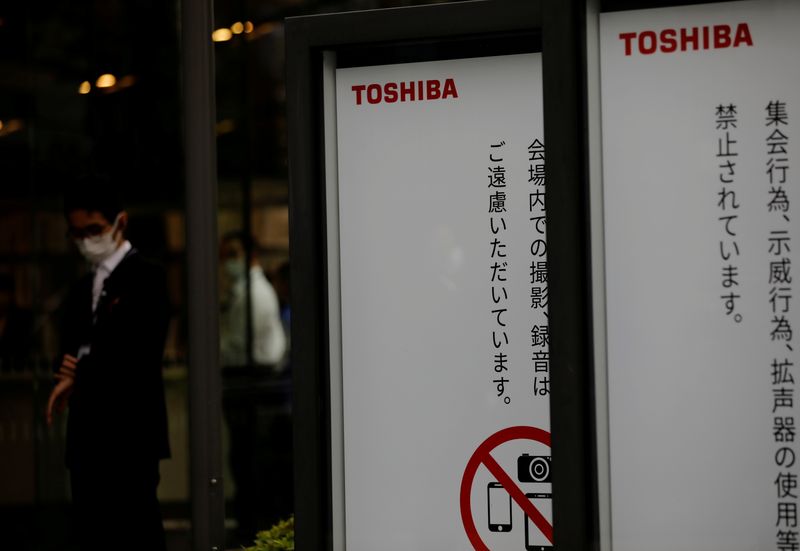 TOSHIBA
会場内での撮影、録音は
ご遠慮いただいています。
TOSHIBA
集会行為、示威行為、拡声器の使用等
禁止されています。